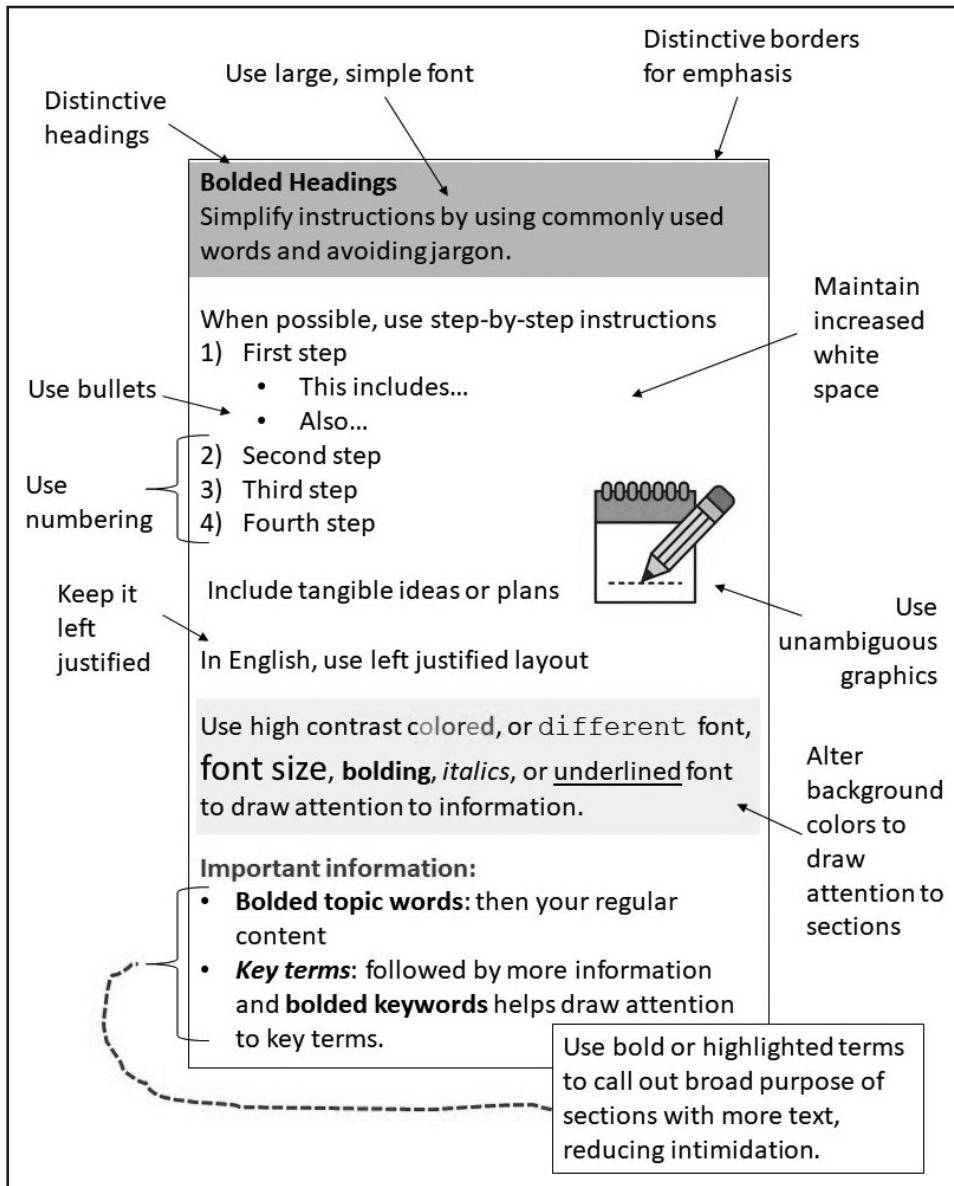 Distinctive borders
for emphasis
Use large, simple font
Distinctive
headings
Bolded Headings
Simplify instructions by using commonly used
words and avoiding jargon.
When possible, use step-by-step instructions
1) First step
• This includes...
• Also...
2) Second step
3) Third step
4) Fourth step
Maintain
increased
white
space
Use bullets
Use
numbering
Include tangible ideas or plans
Keep it
left
justified
In English, use left justified layout
Use
unambiguous
graphics
Use high contrast colored, or different font,
font size, bolding, italics, or underlined font
to draw attention to information.
Alter
background
colors to
draw
attention to
sections
Important information:
• Bolded topic words: then your regular
content
• Key terms: followed by more information
and bolded keywords helps draw attention
to key terms.
Use bold or highlighted terms
to call out broad purpose of
sections with more text,
reducing intimidation.